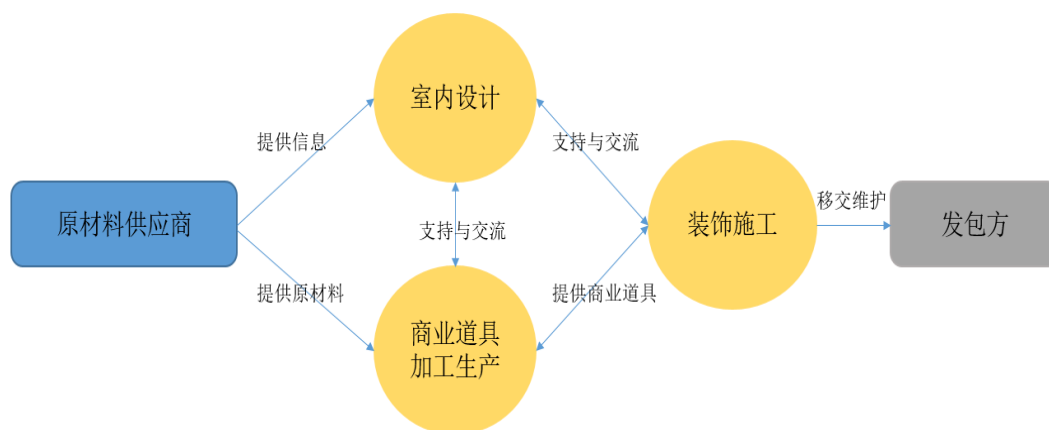 室内设计
提供信息
支持与交流
原材料供应商
支持与交流
装饰施工
移交维护
发包方
提供原材料
提供商业道具
商业道具
加工生产